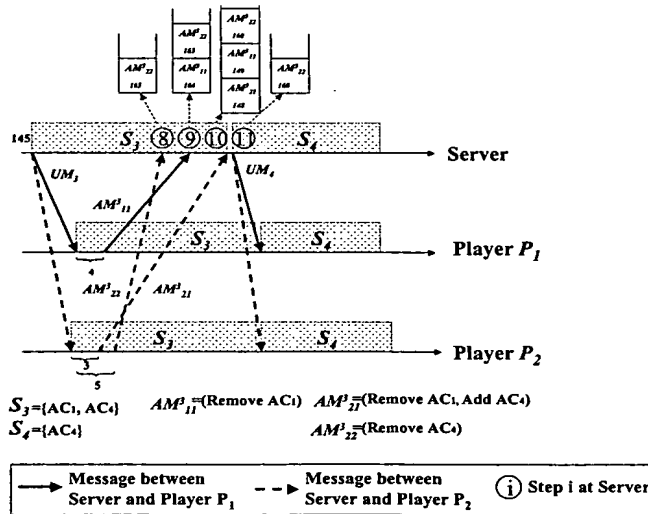 AM³₂₂
160
AM³₂₂
163
AM³₁₁
149
AM³₂₂
AM³₂₂
163
AM³₁₁
164
AM³₂₁
148
160
145
S₃
8
9
10
11
S₄
Server
UM₃
AM³₁₁
UM₄
S₃
S₄
Player P₁
4
AM³₂₂
AM³₂₁
S₃
S₄
Player P₂
3
5
S₃={AC₁, AC₄}
AM³₁₁=(Remove AC₁)
AM³₂₁=(Remove AC₁, Add AC₄)
S₄={AC₄}
AM³₂₂=(Remove AC₄)
Message between Server and Player P₁
Message between Server and Player P₂
i Step i at Server